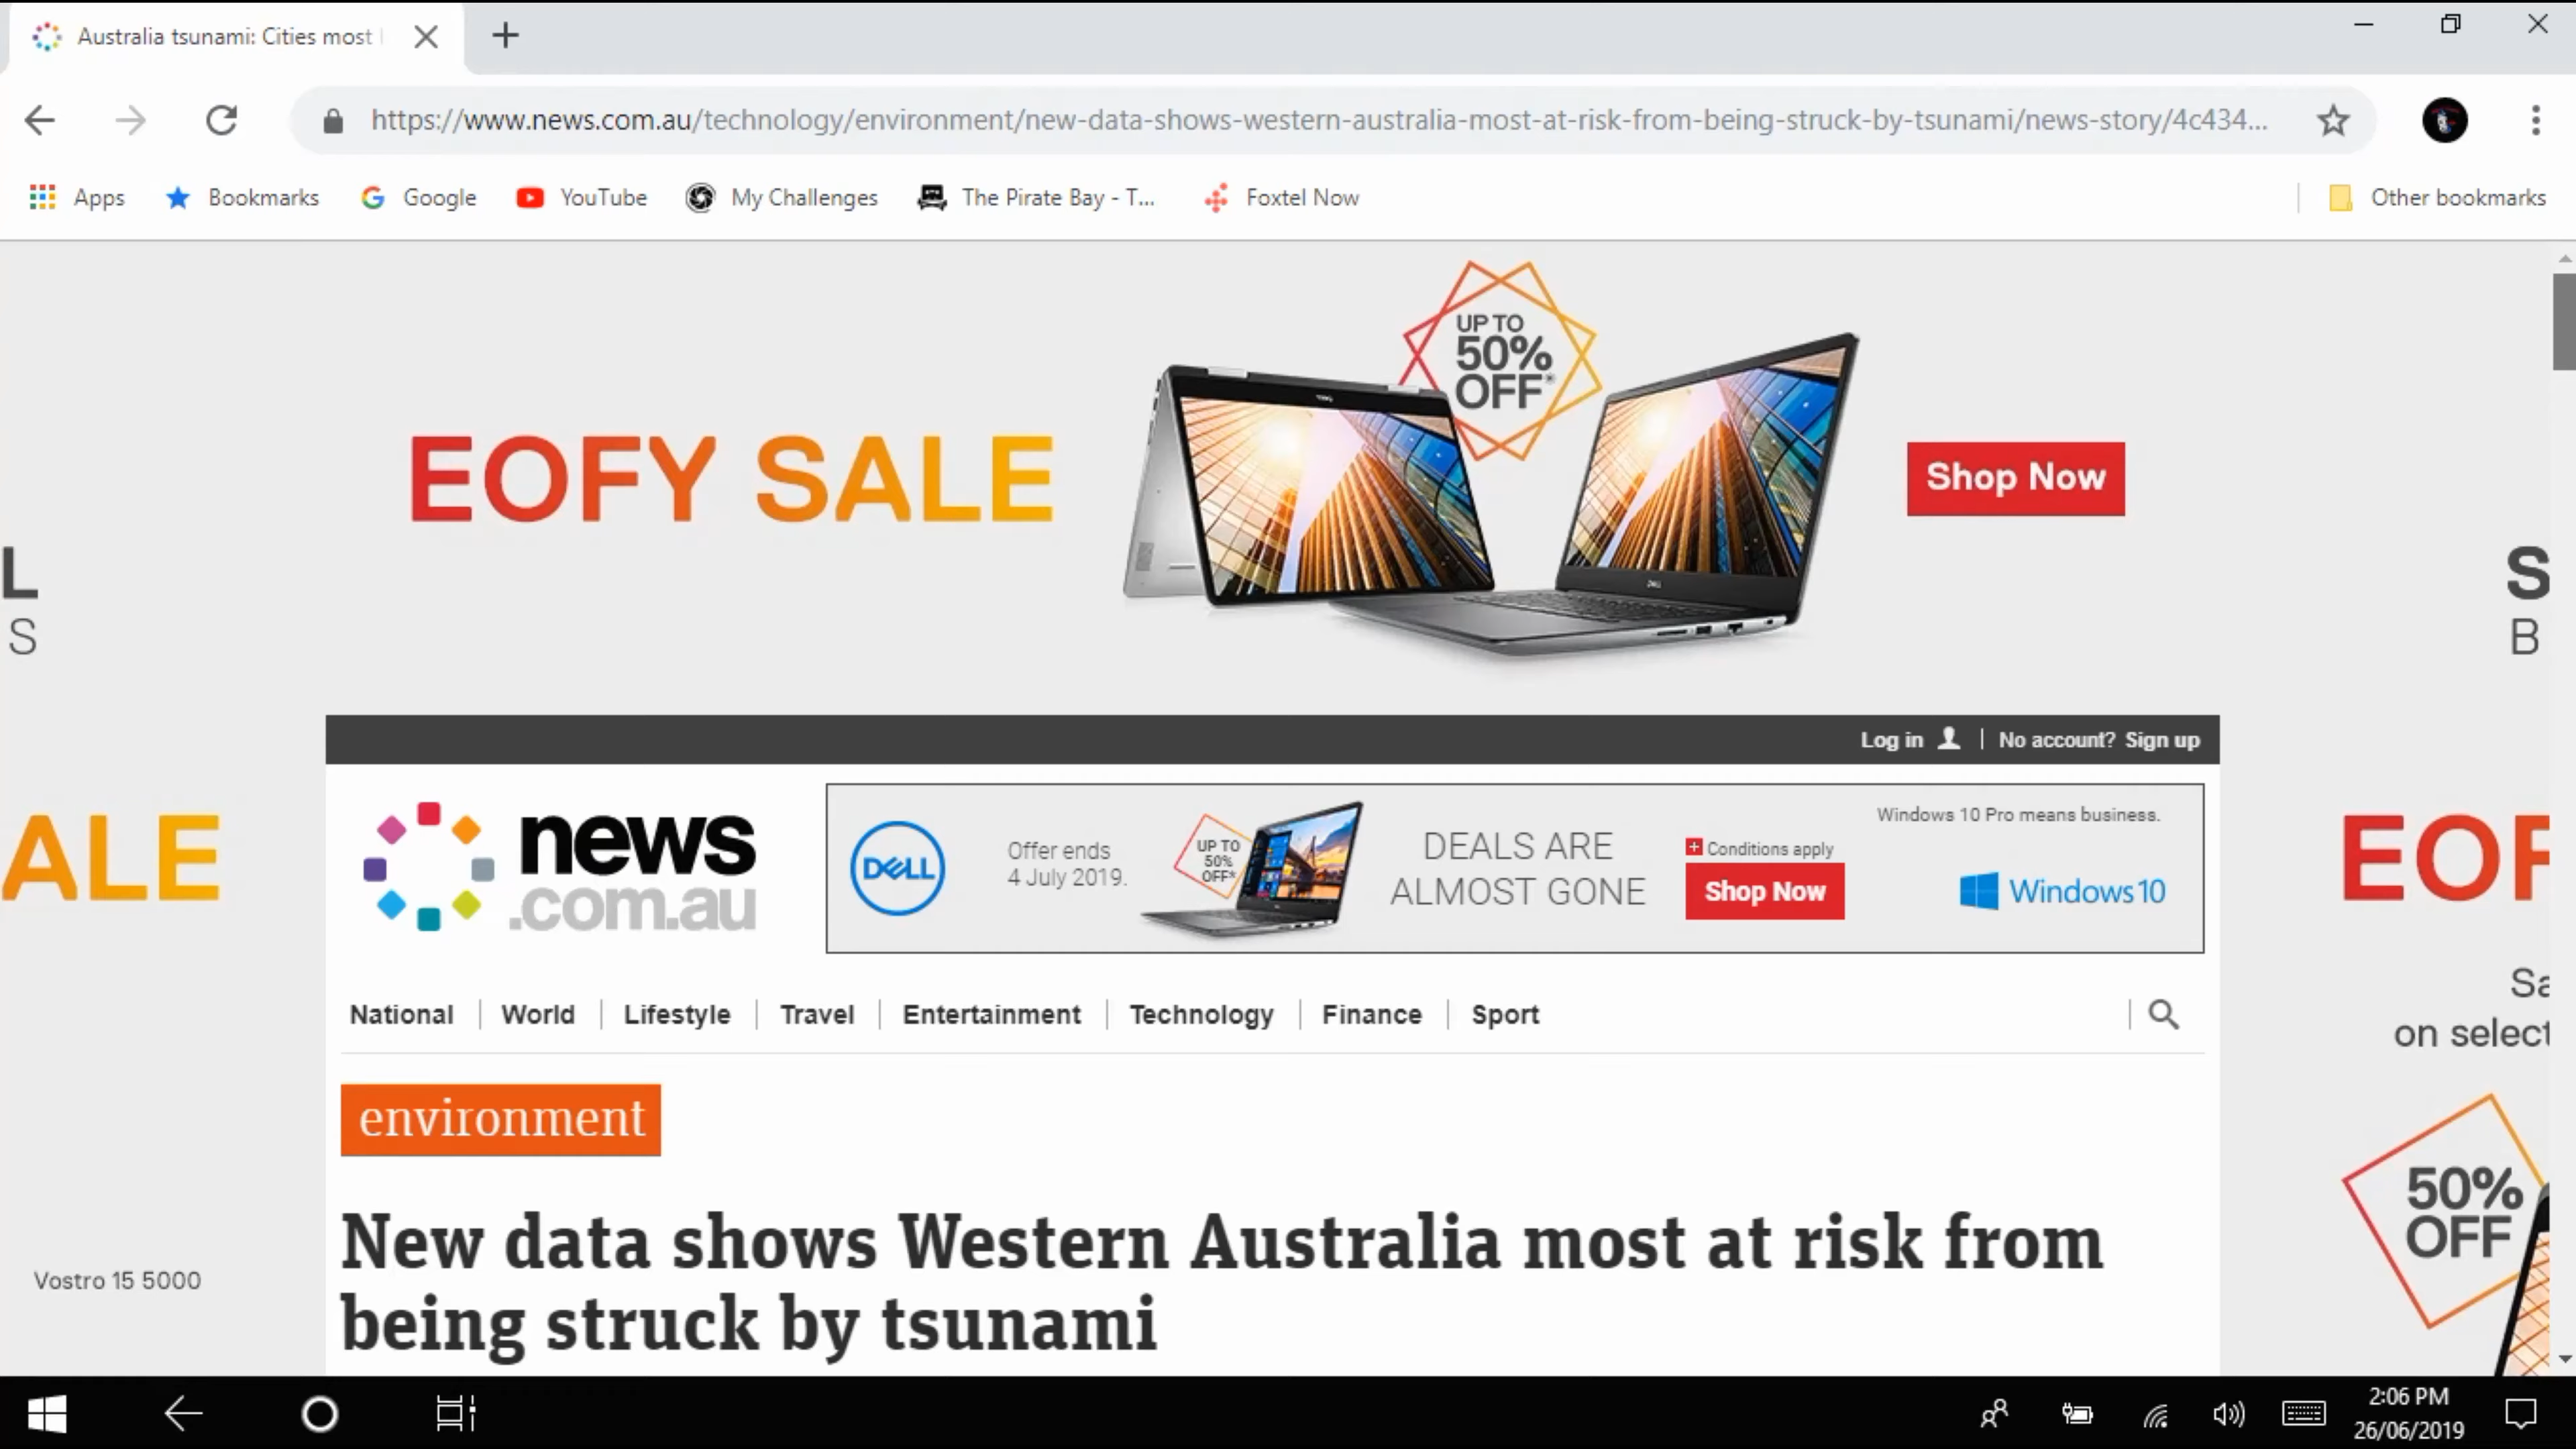 Australia tsunami: Cities most
https://www.news.com.au/technology/environment/new-data-shows-western-australia-most-at-risk-from-being-struck-by-tsunami/news-story/4c434...
Apps
Bookmarks
Google
YouTube
My Challenges
The Pirate Bay - T...
Foxtel Now
Other bookmarks
UP TO
50%
OFF*
EOFY SALE
Shop Now
L
S
S
B
Log in | No account? Sign up
news
.com.au
DELL
Offer ends
4 July 2019.
UP TO
50%
OFF*
DEALS ARE
ALMOST GONE
Conditions apply
Shop Now
Windows 10 Pro means business.
Windows 10
ALE
EOF
Sa
on select
National | World | Lifestyle | Travel | Entertainment | Technology | Finance | Sport
environment
50%
OFF
New data shows Western Australia most at risk from
being struck by tsunami
Vostro 15 5000
2:06 PM
26/06/2019